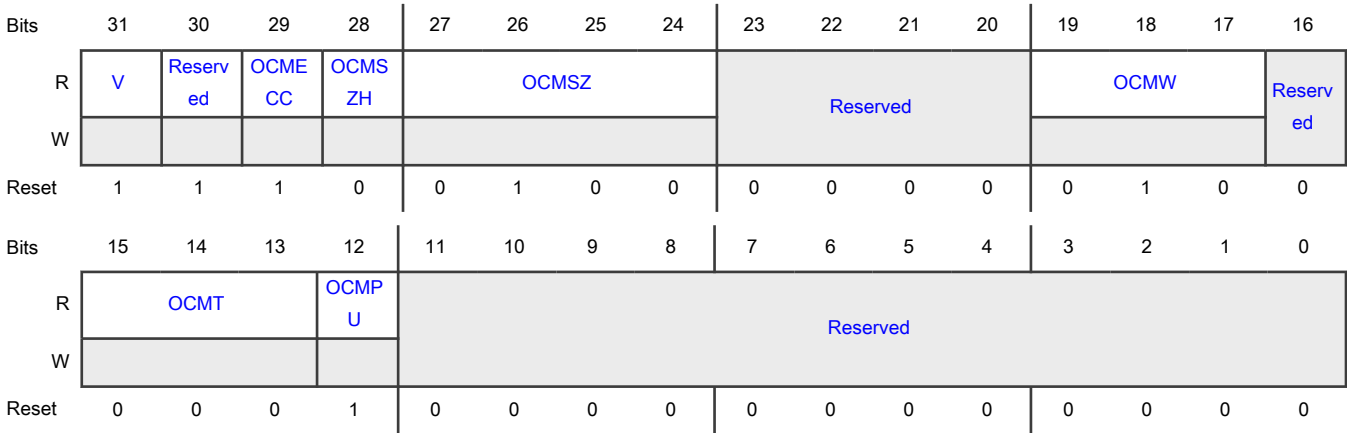 Bits 31 30 29 28 27 26 25 24 23 22 21 20 19 18 17 16
R V Reserv ed OCME CC OCMS ZH OCMSZ Reserved OCMW Reserv ed
W
Reset 1 1 1 0 0 1 0 0 0 0 0 0 0 1 0 0
Bits 15 14 13 12 11 10 9 8 7 6 5 4 3 2 1 0
R OCMT OCMP U Reserved
W
Reset 0 0 0 1 0 0 0 0 0 0 0 0 0 0 0 0